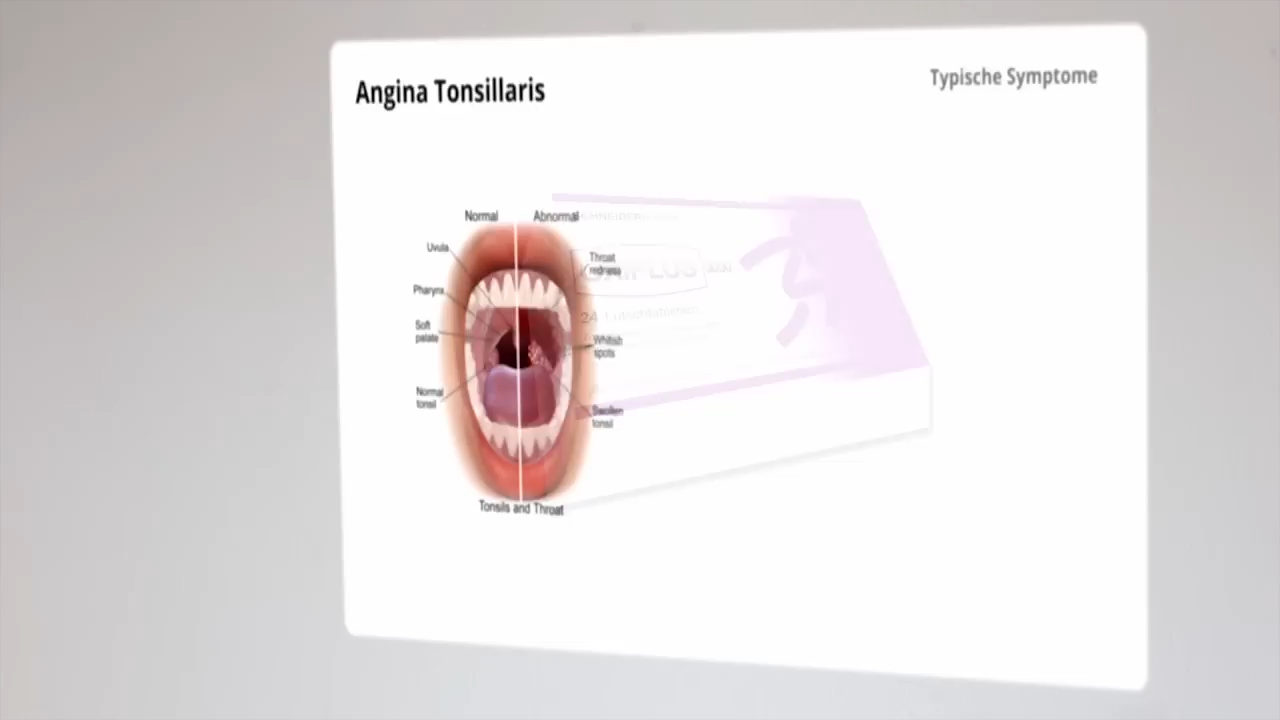 Angina Tonsillaris
Typische Symptome
Normal
Abnormal
Uvula
Throat
redness
Pharynx
Soft
palate
Whitish
spots
Normal
tonsil
Swollen
tonsil
Tonsils and Throat
24